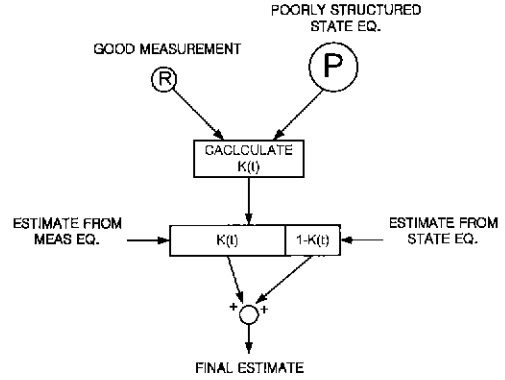 POORLY STRUCTURED
STATE EQ.
GOOD MEASUREMENT
R
P
CACLCULATE
K(t)
ESTIMATE FROM
MEAS EQ.
K(t)
1-K(t)
ESTIMATE FROM
STATE EQ.
+
+
FINAL ESTIMATE